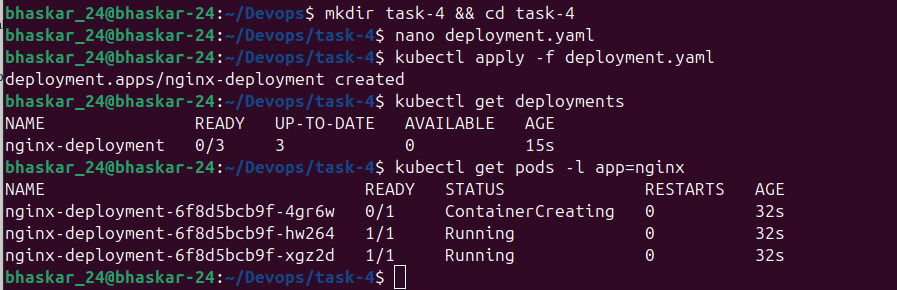 bhaskar_24@bhaskar-24:~/Devops$ mkdir task-4 && cd task-4
bhaskar_24@bhaskar-24:~/Devops/task-4$ nano deployment.yaml
bhaskar_24@bhaskar-24:~/Devops/task-4$ kubectl apply -f deployment.yaml
deployment.apps/nginx-deployment created
bhaskar_24@bhaskar-24:~/Devops/task-4$ kubectl get deployments
NAME               READY   UP-TO-DATE   AVAILABLE   AGE
nginx-deployment   0/3     3            0           15s
bhaskar_24@bhaskar-24:~/Devops/task-4$ kubectl get pods -l app=nginx
NAME                                READY   STATUS              RESTARTS   AGE
nginx-deployment-6f8d5bcb9f-4gr6w   0/1     ContainerCreating   0          32s
nginx-deployment-6f8d5bcb9f-hw264   1/1     Running             0          32s
nginx-deployment-6f8d5bcb9f-xgz2d   1/1     Running             0          32s
bhaskar_24@bhaskar-24:~/Devops/task-4$